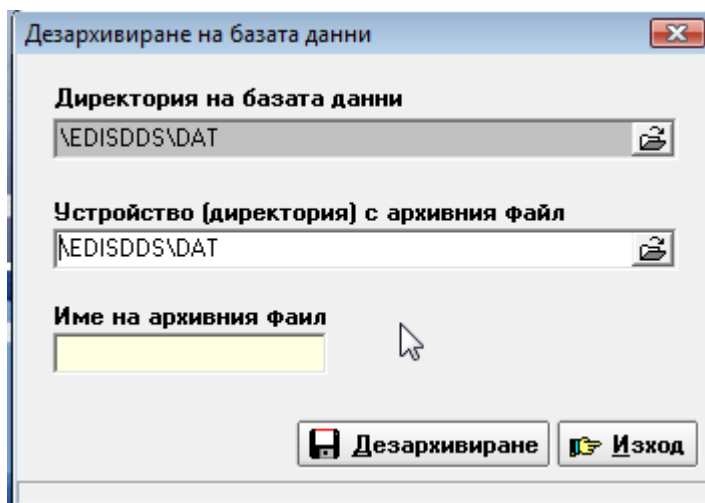 Дезархивиране на базата данни
Директория на базата данни
\EDISDDS\DAT
Устройство (директория) с архивния файл
\EDISDDS\DAT
Име на архивния фаил
Дезархивиране
Изход